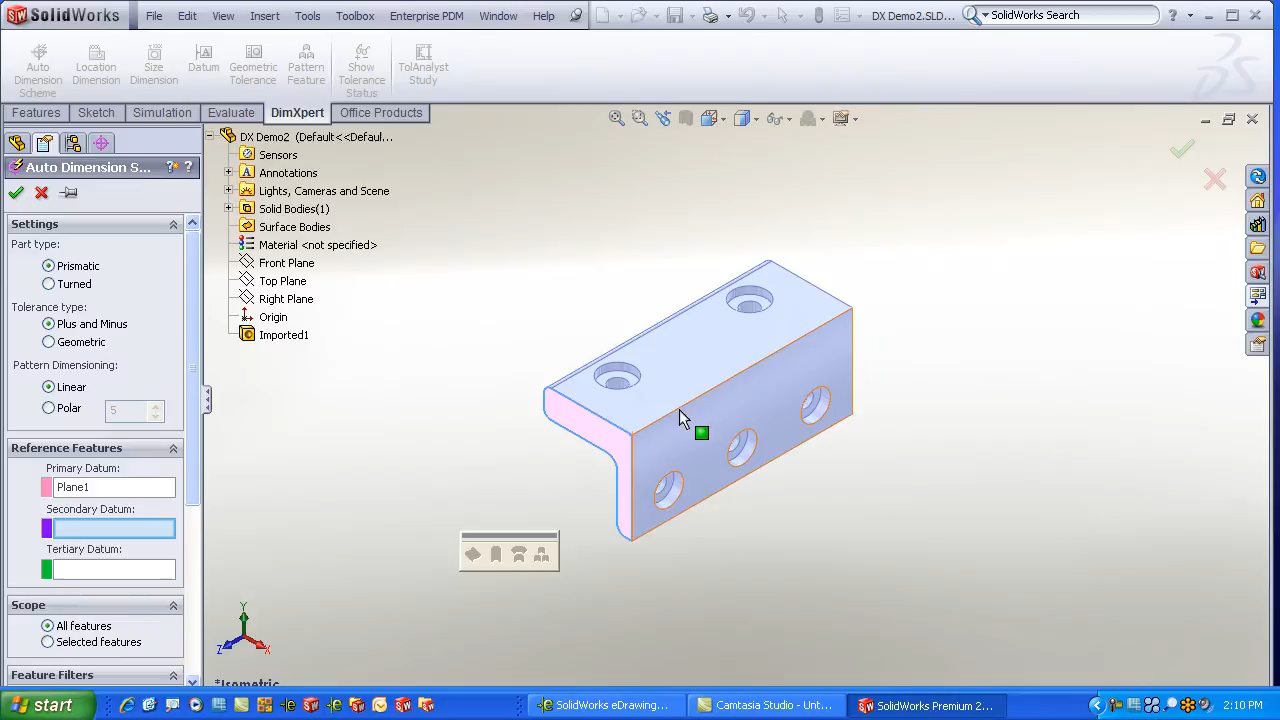 SolidWorks File Edit View Insert Tools Toolbox Enterprise PDM Window Help DX Demo2.SLD... SolidWorks Search
Auto Dimension Scheme
Location Dimension
Size Dimension
Datum
Geometric Tolerance
Pattern Feature
Show Tolerance Status
TolAnalyst Study
Features Sketch Simulation Evaluate DimXpert Office Products
DX Demo2 (Default<<Defaul...
Sensors
Annotations
Lights, Cameras and Scene
Solid Bodies(1)
Surface Bodies
Material <not specified>
Front Plane
Top Plane
Right Plane
Origin
Imported1
Auto Dimension S...
Settings
Part type:
Prismatic
Turned
Tolerance type:
Plus and Minus
Geometric
Pattern Dimensioning:
Linear
Polar 5
Reference Features
Primary Datum:
Plane1
Secondary Datum:
Tertiary Datum:
Scope
All features
Selected features
Feature Filters
Y
Z
X
*Isometric
start SolidWorks eDrawing... Camtasia Studio - Unt... SolidWorks Premium 2... 2:10 PM